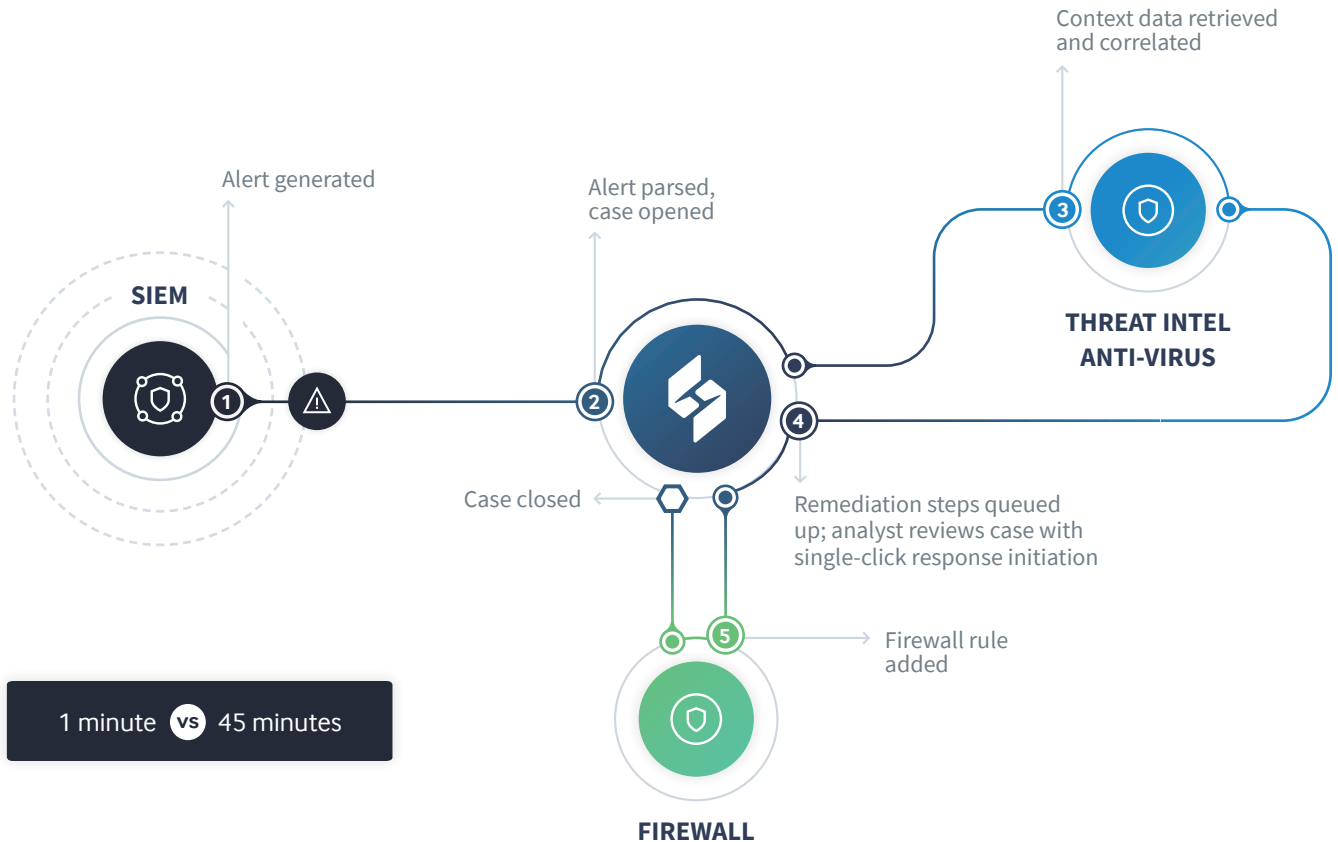 Context data retrieved
and correlated
Alert generated
Alert parsed,
case opened
3
SIEM
THREAT INTEL
ANTI-VIRUS
1
2
4
Case closed
Remediation steps queued
up; analyst reviews case with
single-click response initiation
5
Firewall rule
added
1 minute vs 45 minutes
FIREWALL